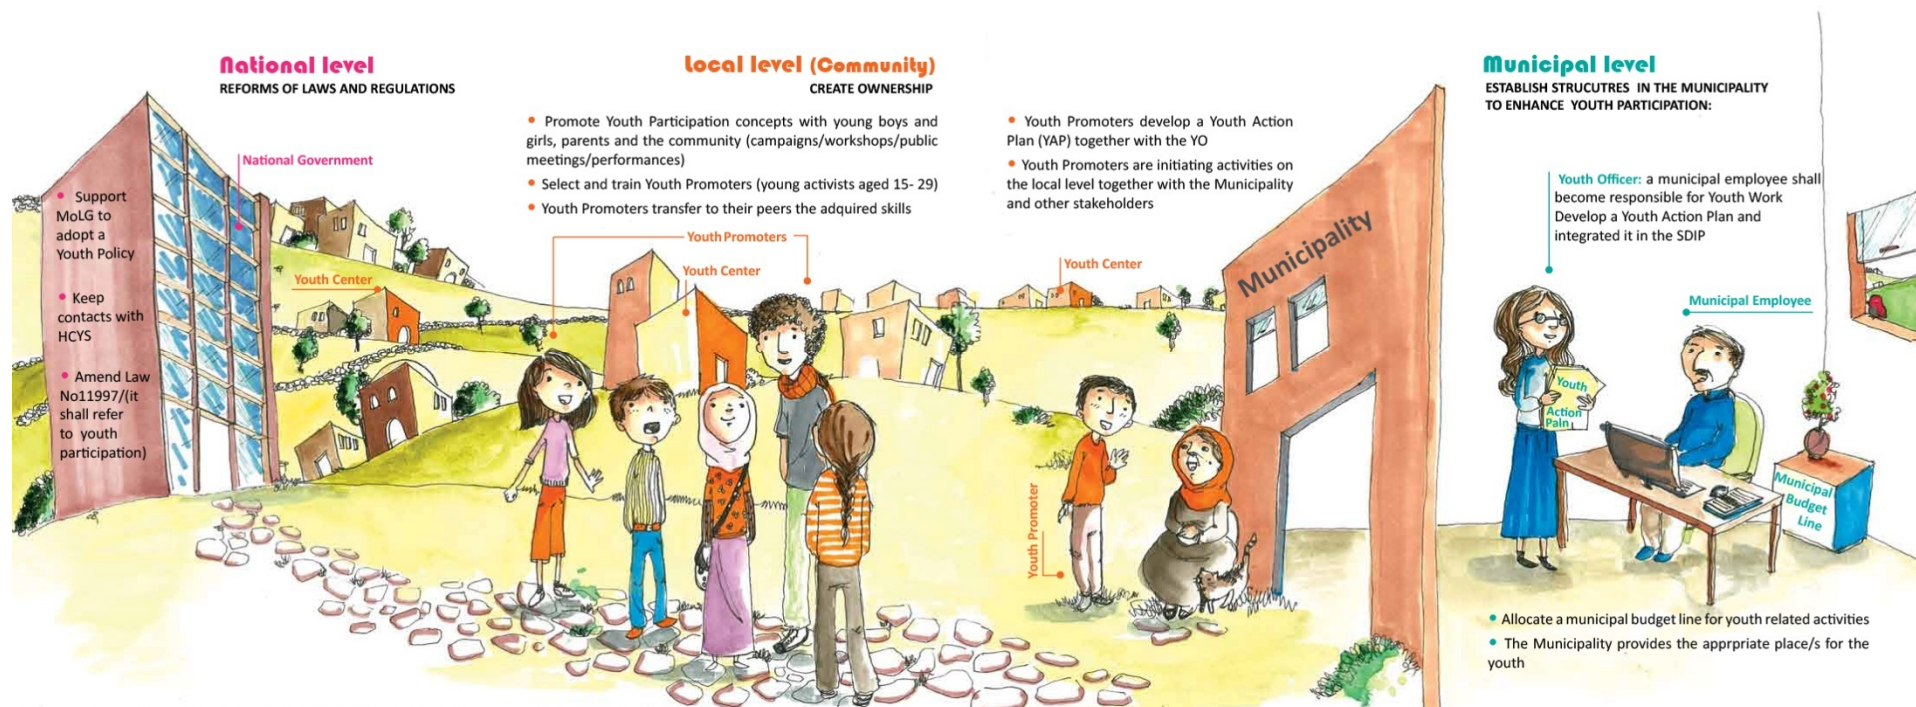 National level
REFORMS OF LAWS AND REGULATIONS
National Government
• Support
MoLG to
adopt a
Youth Policy
• Keep
contacts with
HCYS
• Amend Law
No11997/(it
shall refer
to youth
participation)
Youth Center
Local level (Community)
CREATE OWNERSHIP
• Promote Youth Participation concepts with young boys and
girls, parents and the community (campaigns/workshops/public
meetings/performances)
• Select and train Youth Promoters (young activists aged 15- 29)
• Youth Promoters transfer to their peers the adquired skills
Youth Promoters
Youth Center
• Youth Promoters develop a Youth Action
Plan (YAP) together with the YO
• Youth Promoters are initiating activities on
the local level together with the Municipality
and other stakeholders
Youth Center
Youth Promoter
Municipality
Municipal level
ESTABLISH STRUCUTRES IN THE MUNICIPALITY
TO ENHANCE YOUTH PARTICIPATION:
Youth Officer: a municipal employee shall
become responsible for Youth Work
Develop a Youth Action Plan and
integrated it in the SDIP
Municipal Employee
Youth
Action
Paln
Municipal
Budget
Line
• Allocate a municipal budget line for youth related activities
• The Municipality provides the apprpriate place/s for the
youth